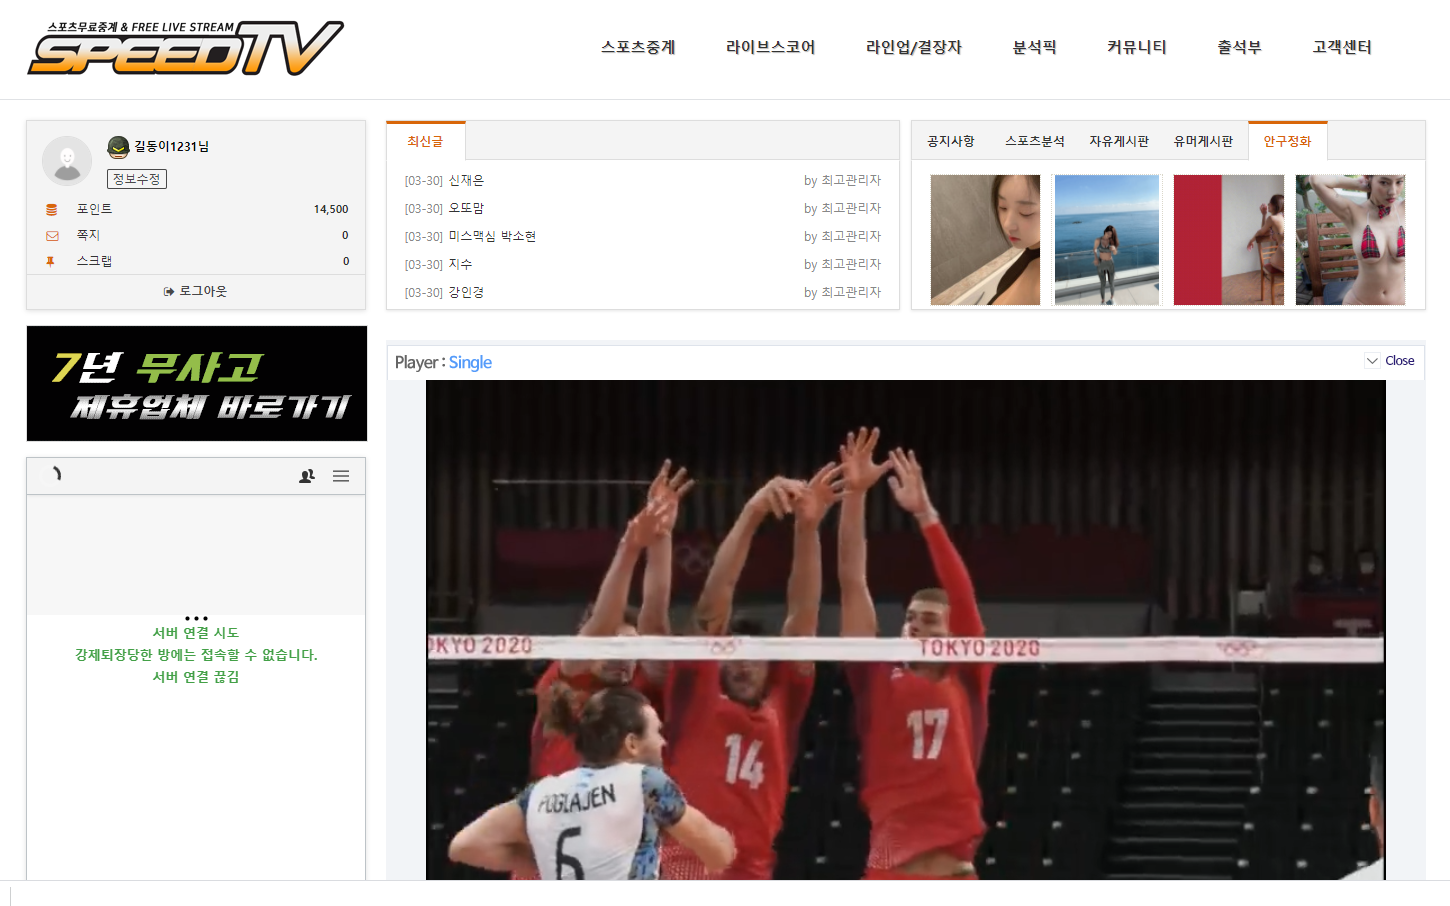 스포츠무료중계 & FREE LIVE STREAM
SPEEDTV
스포츠중계 라이브스코어 라인업/결장자 분석픽 커뮤니티 출석부 고객센터
길동이1231님
정보수정
포인트 14,500
쪽지 0
스크랩 0
로그아웃
최신글
[03-30] 신재은 by 최고관리자
[03-30] 오또맘 by 최고관리자
[03-30] 미스맥심 박소현 by 최고관리자
[03-30] 지수 by 최고관리자
[03-30] 강인경 by 최고관리자
공지사항 스포츠분석 자유게시판 유머게시판 안구정화
7년 무사고
제휴업체 바로가기
Player : Single
Close
서버 연결 시도
강제퇴장당한 방에는 접속할 수 없습니다.
서버 연결 끊김
OKYO 2020
TOKYO 2020
17
14
POGLAJEN
6